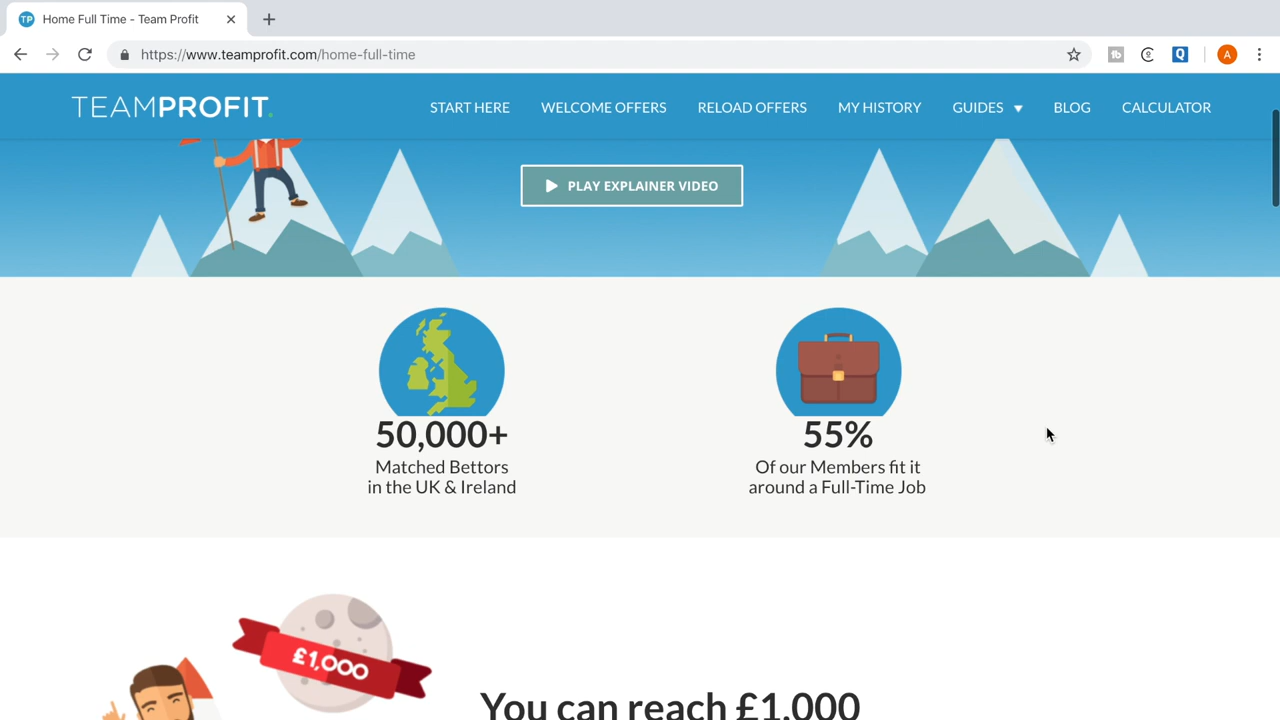 TP Home Full Time - Team Profit
https://www.teamprofit.com/home-full-time
tb
Q
A
TEAMPROFIT.
START HERE
WELCOME OFFERS
RELOAD OFFERS
MY HISTORY
GUIDES
BLOG
CALCULATOR
PLAY EXPLAINER VIDEO
50,000+
Matched Bettors
in the UK & Ireland
55%
Of our Members fit it
around a Full-Time Job
£1,000
You can reach £1,000